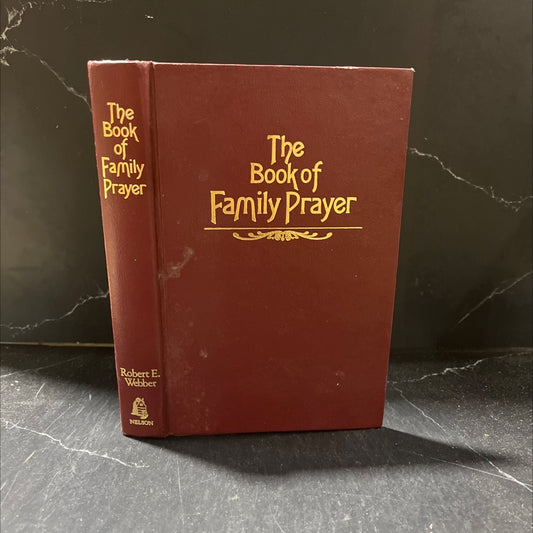 The
Book
of
Family
Prayer
Robert E.
Webber
NELSON
The
Book of
Family Prayer